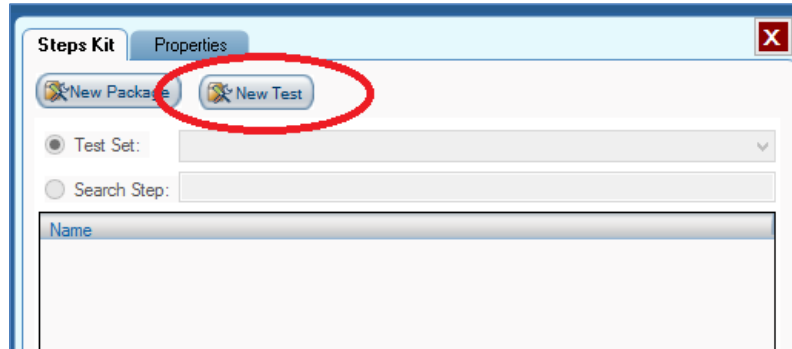 Steps Kit Properties X
New Package New Test
Test Set:
Search Step:
Name